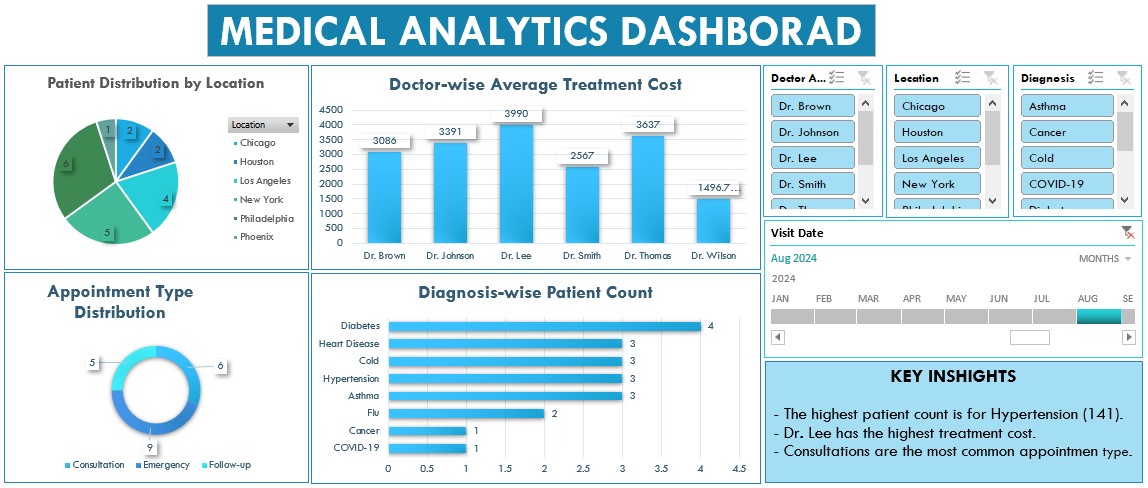 MEDICAL ANALYTICS DASHBORAD
Patient Distribution by Location
1
2
2
4
5
6
Location
Chicago
Houston
Los Angeles
New York
Philadelphia
Phoenix
Doctor-wise Average Treatment Cost
4500
4000
3500
3000
2500
2000
1500
1000
500
0
3086
3391
3990
2567
3637
1496.7...
Dr. Brown
Dr. Johnson
Dr. Lee
Dr. Smith
Dr. Thomas
Dr. Wilson
Doctor A...
Dr. Brown
Dr. Johnson
Dr. Lee
Dr. Smith
Location
Chicago
Houston
Los Angeles
New York
Diagnosis
Asthma
Cancer
Cold
COVID-19
Visit Date
Aug 2024
MONTHS
2024
JAN FEB MAR APR MAY JUN JUL AUG SE
Appointment Type
Distribution
5
6
9
Consultation Emergency Follow-up
Diagnosis-wise Patient Count
Diabetes 4
Heart Disease 3
Cold 3
Hypertension 3
Asthma 3
Flu 2
Cancer 1
COVID-19 1
0 0.5 1 1.5 2 2.5 3 3.5 4 4.5
KEY INSHIGHTS
- The highest patient count is for Hypertension (141).
- Dr. Lee has the highest treatment cost.
- Consultations are the most common appointmen type.